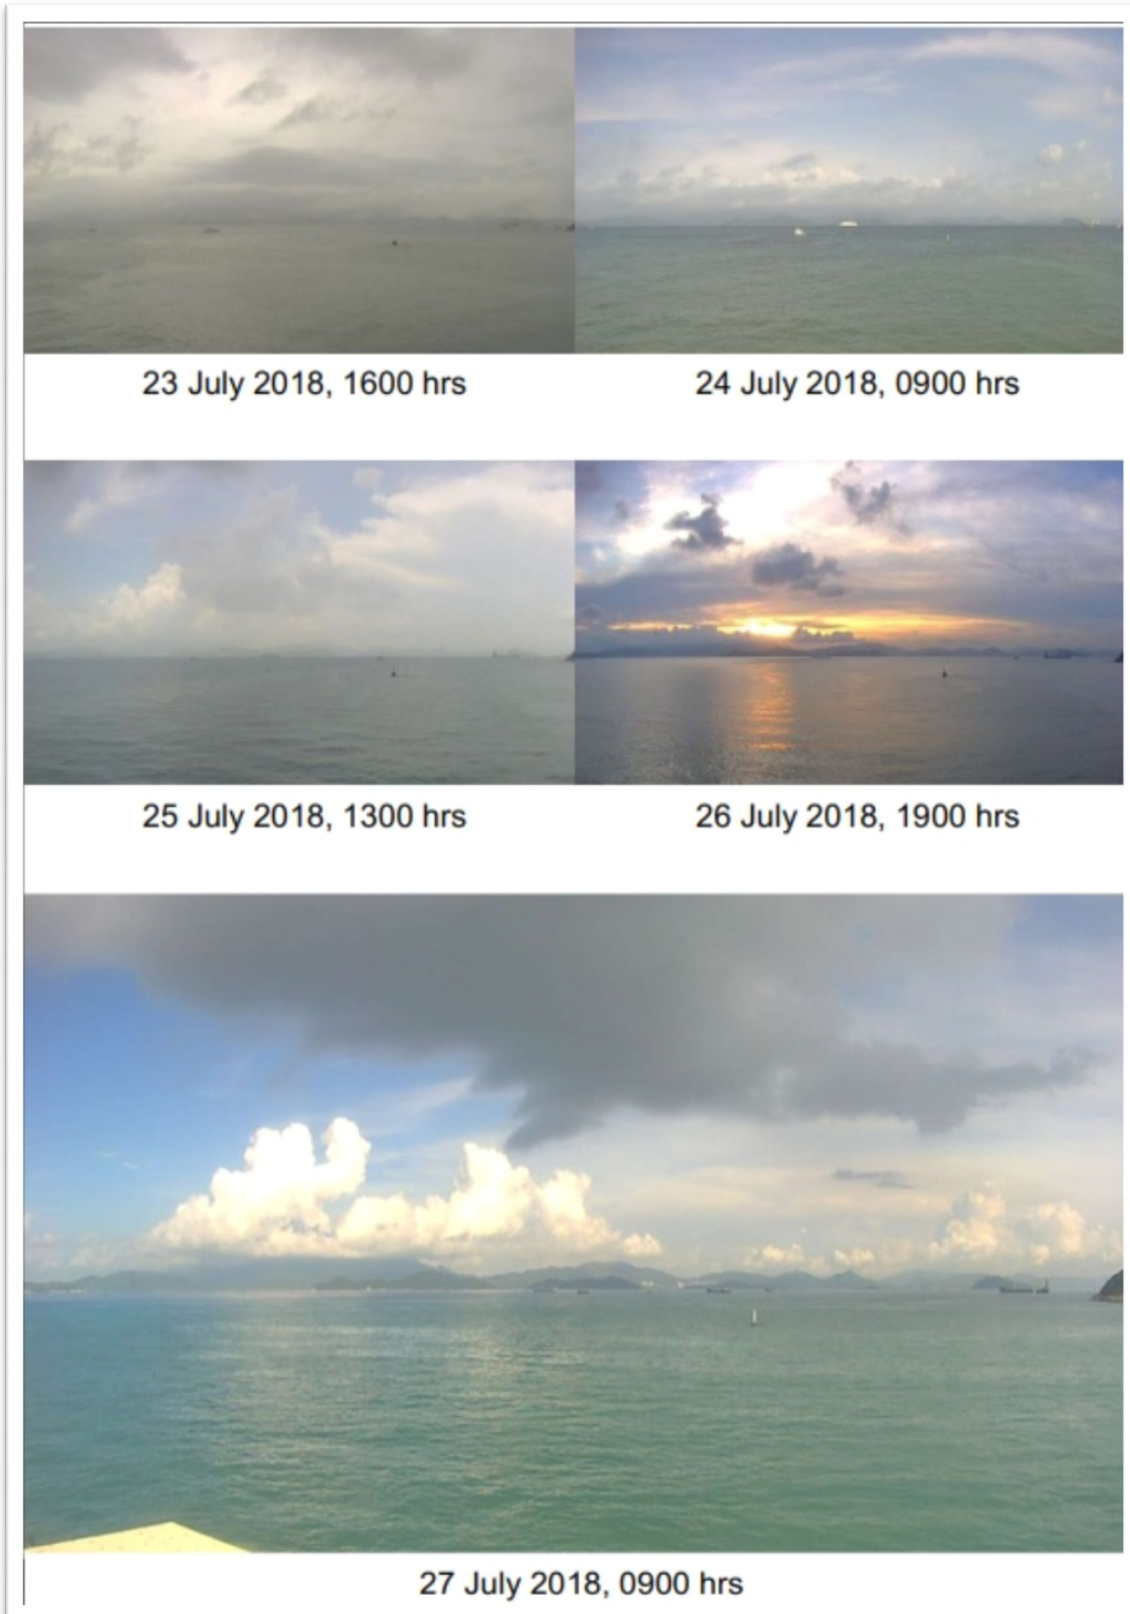 23 July 2018, 1600 hrs
24 July 2018, 0900 hrs
25 July 2018, 1300 hrs
26 July 2018, 1900 hrs
27 July 2018, 0900 hrs